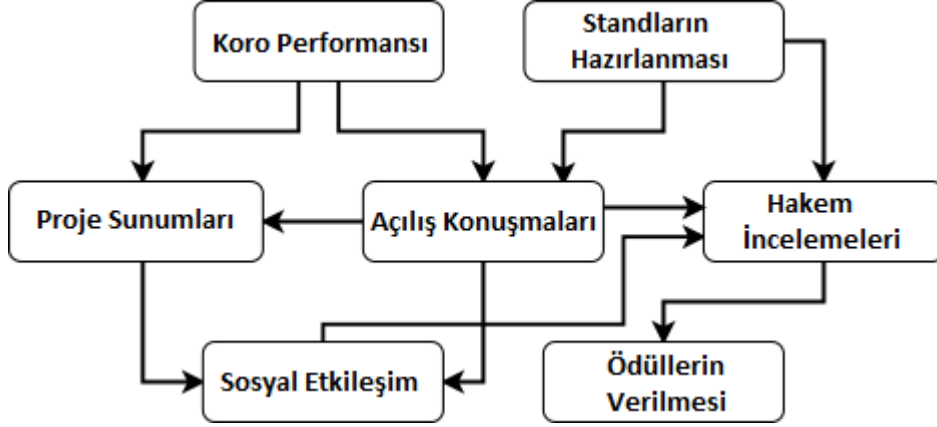 Koro Performansı
Standların
Hazırlanması
Proje Sunumları
Açılış Konuşmaları
Hakem
İncelemeleri
Sosyal Etkileşim
Ödüllerin
Verilmesi